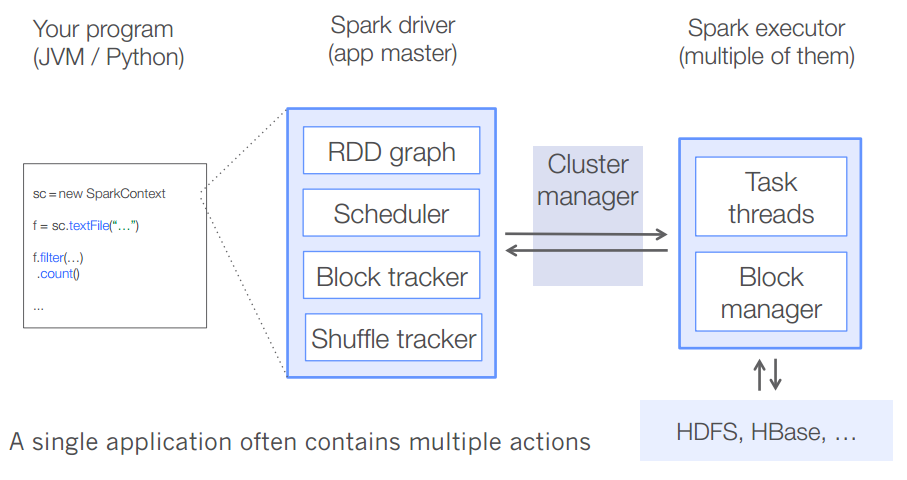 Your program
(JVM / Python)
Spark driver
(app master)
Spark executor
(multiple of them)
sc = new SparkContext
f = sc.textFile(“…”)
f.filter(…)
.count()
...
RDD graph
Scheduler
Block tracker
Shuffle tracker
Cluster
manager
Task
threads
Block
manager
HDFS, HBase, …
A single application often contains multiple actions